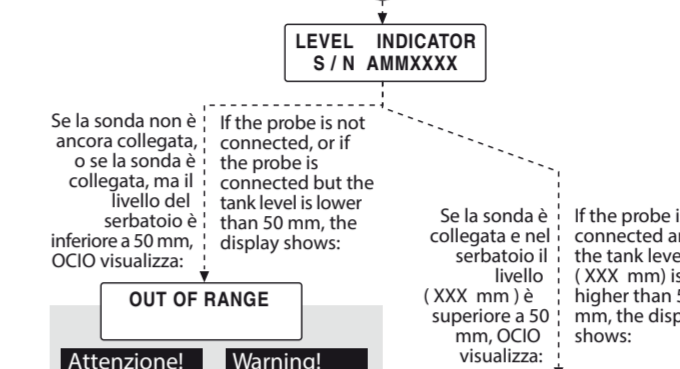 LEVEL INDICATOR
S / N AMMXXXX
Se la sonda non è
ancora collegata,
o se la sonda è
collegata, ma il
livello del
serbatoio è
inferiore a 50 mm,
OCIO visualizza:
If the probe is not
connected, or if
the probe is
connected but the
tank level is lower
than 50 mm, the
display shows:
Se la sonda è
collegata e nel
serbatoio il
livello
( XXX mm ) è
superiore a 50
mm, OCIO
visualizza:
If the probe i
connected a
the tank leve
( XXX mm) is
higher than
mm, the disp
shows:
OUT OF RANGE
Attenzione!
Warning!